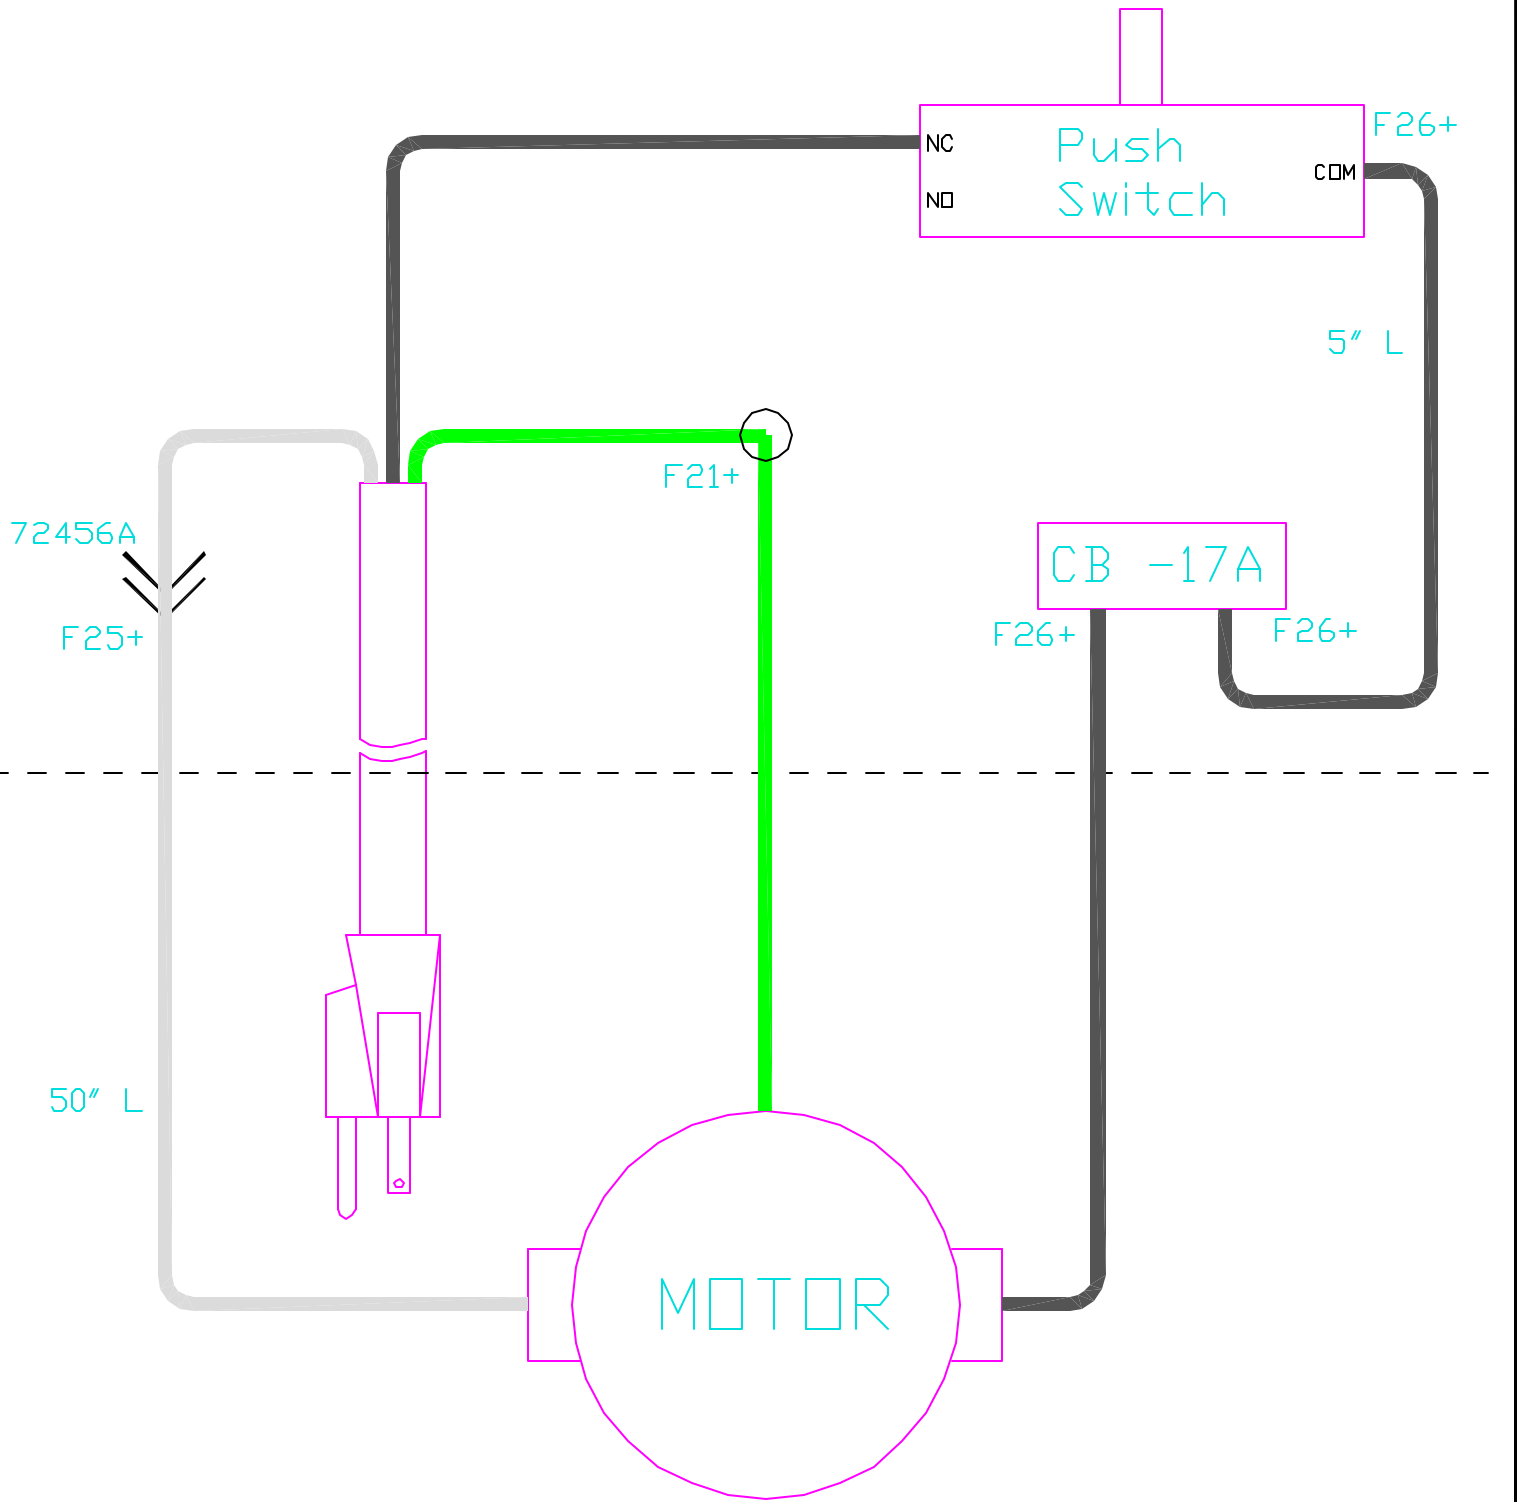 F26+
NC
Push
COM
NO
Switch
5" L
F21+
72456A
CB -17A
F25+
F26+
F26+
50" L
MOTOR